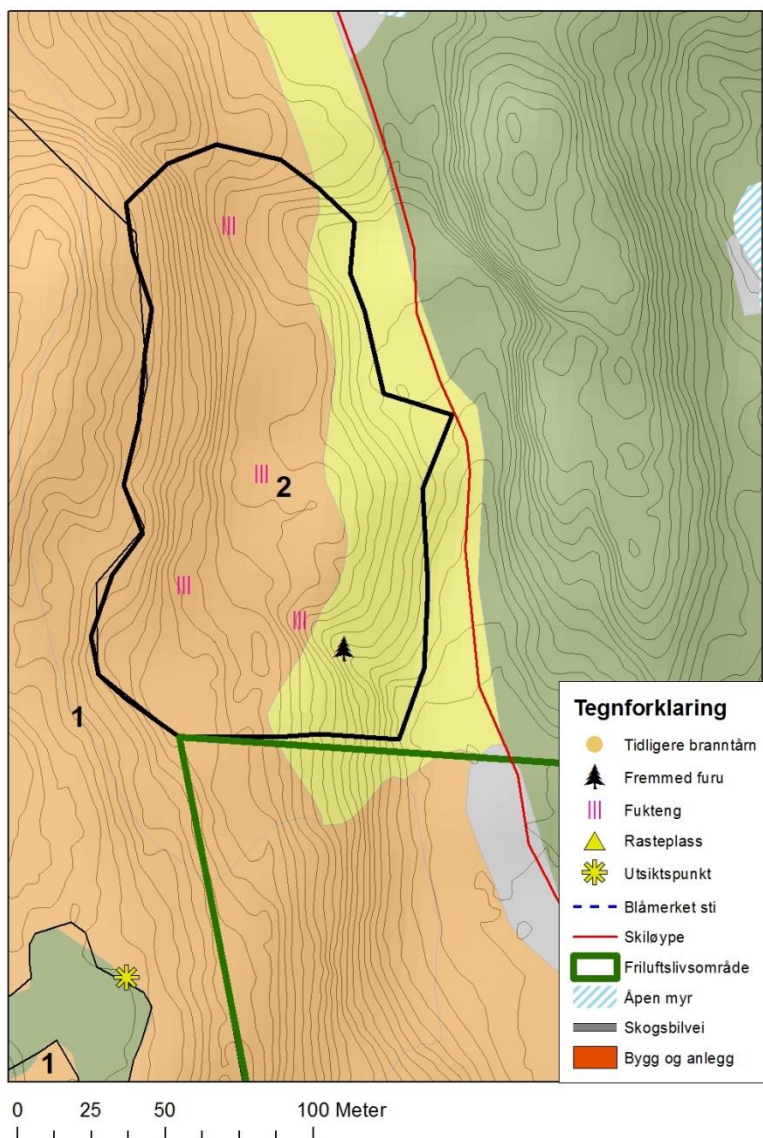 2
1
1
Tegnforklaring
Tidligere branntårn
Fremmed furu
Fukteng
Rasteplass
Utsiktspunkt
Blåmerket sti
Skiløype
Friluftslivsområde
Åpen myr
Skogsbilvei
Bygg og anlegg
0 25 50 100 Meter